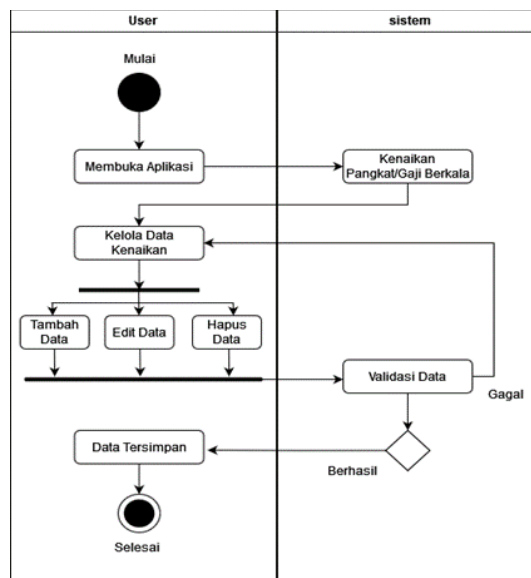 User
sistem
Mulai
Membuka Aplikasi
Kenaikan
Pangkat/Gaji Berkala
Kelola Data
Kenaikan
Tambah
Data
Edit Data
Hapus
Data
Validasi Data
Gagal
Data Tersimpan
Berhasil
Selesai